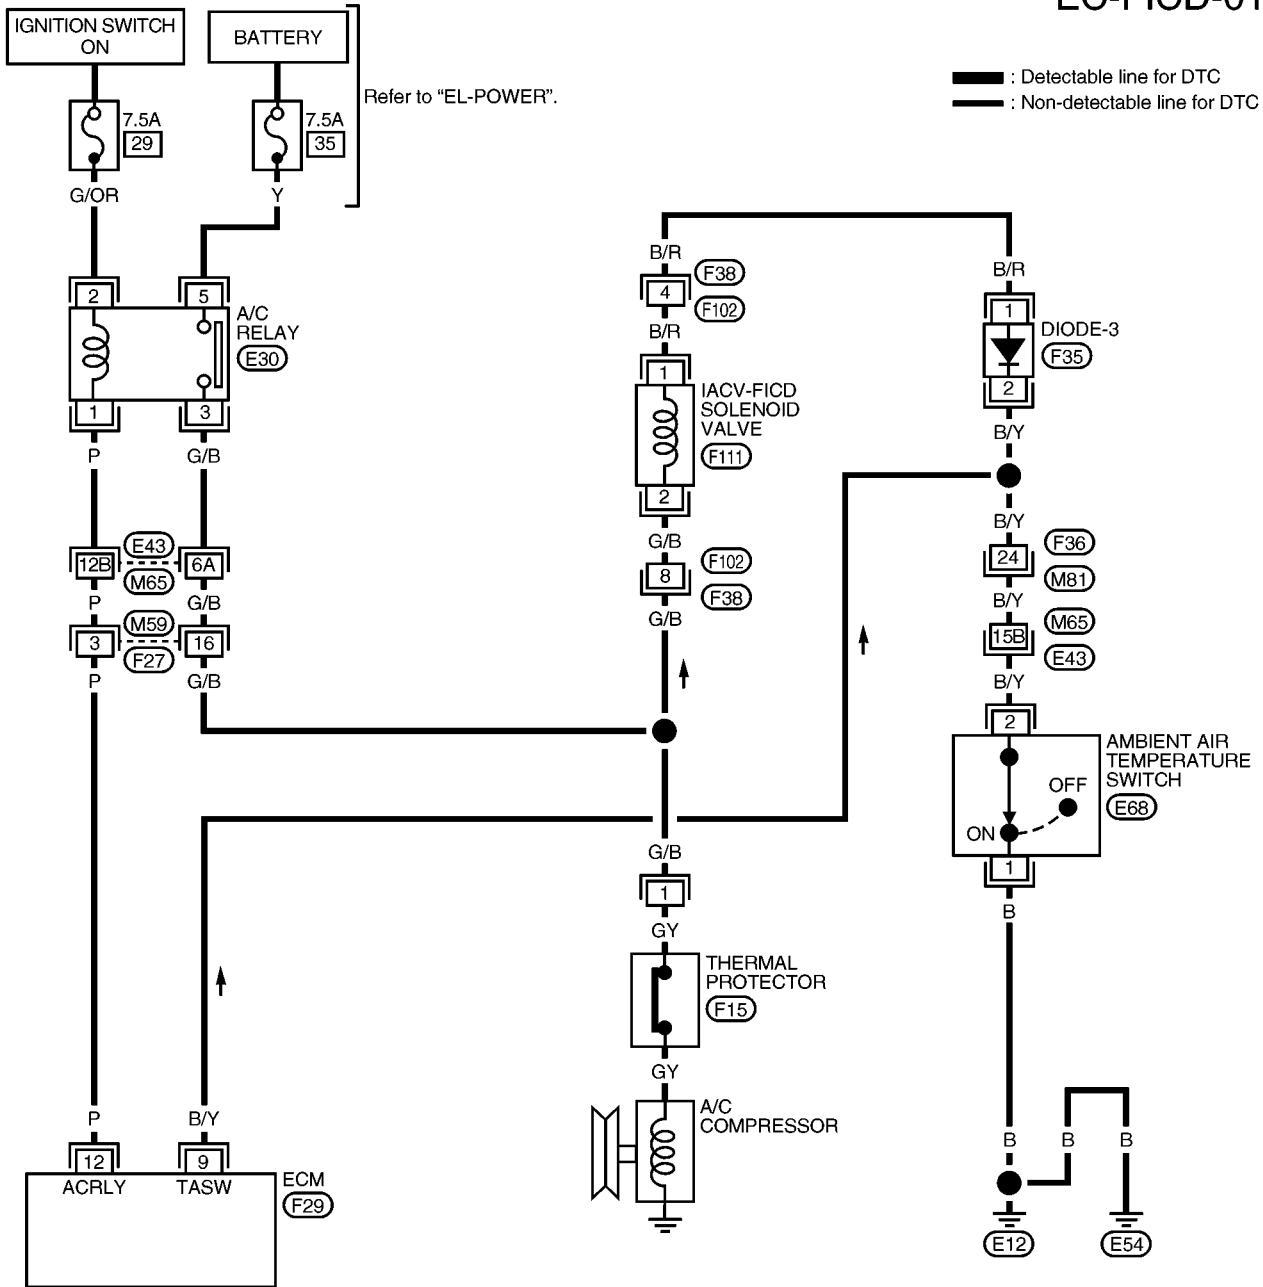 IGNITION SWITCH
ON
BATTERY
Refer to “EL-POWER”.
: Detectable line for DTC
: Non-detectable line for DTC
7.5A
29
7.5A
35
G/OR
Y
B/R
B/R
F38
4
F102
B/R
2
5
A/C
RELAY
E30
1
DIODE-3
F35
2
1
IACV-FICD
SOLENOID
VALVE
F111
2
1
3
P
G/B
B/Y
G/B
B/Y
E43
12B
6A
M65
F102
8
F38
F36
24
M81
P
G/B
G/B
B/Y
M59
3
16
F27
M65
15B
E43
P
G/B
B/Y
2
AMBIENT AIR
TEMPERATURE
SWITCH
E68
OFF
ON
G/B
1
1
GY
B
THERMAL
PROTECTOR
F15
GY
A/C
COMPRESSOR
P
B/Y
B
B
B
12
9
ACRLY
TASW
ECM
F29
E12
E54